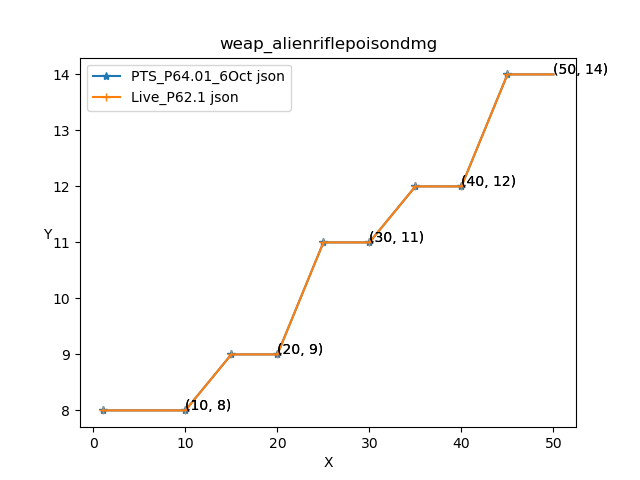 weap_alienriflepoisondmg
PTS_P64.01_6Oct json
Live_P62.1 json
(50, 14)
(40, 12)
(30, 11)
(20, 9)
(10, 8)
14
13
12
11
10
9
8
Y
0 10 20 30 40 50
X